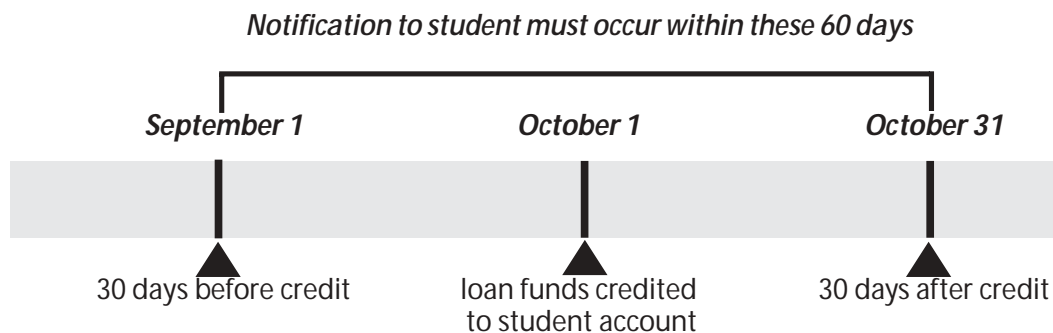 Notification to student must occur within these 60 days
September 1
October 1
October 31
30 days before credit
loan funds credited
to student account
30 days after credit